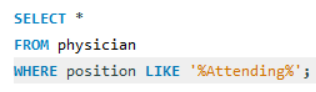 SELECT *
FROM physician
WHERE position LIKE '%Attending%';